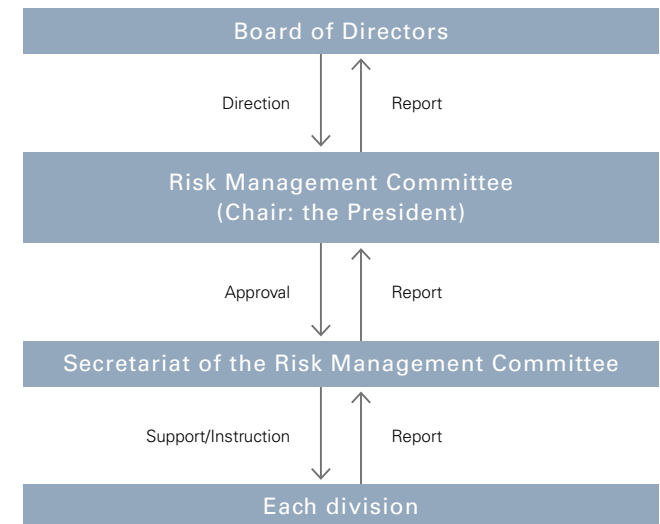 Board of Directors
Direction
Report
Risk Management Committee
(Chair: the President)
Approval
Report
Secretariat of the Risk Management Committee
Support/Instruction
Report
Each division